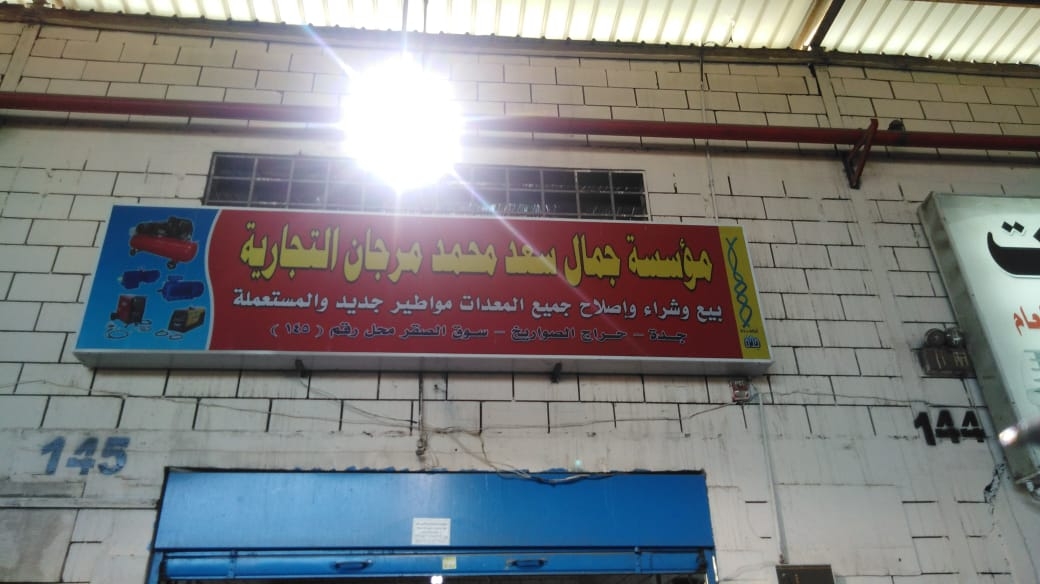 مؤسسة جمال سعد محمد مرجان التجارية
بيع وشراء وإصلاح جميع المعدات مواطير جديد والمستعملة
جدة - حراج الصواريخ - سوق الصقر محل رقم ( ١٤٥ )
145
144